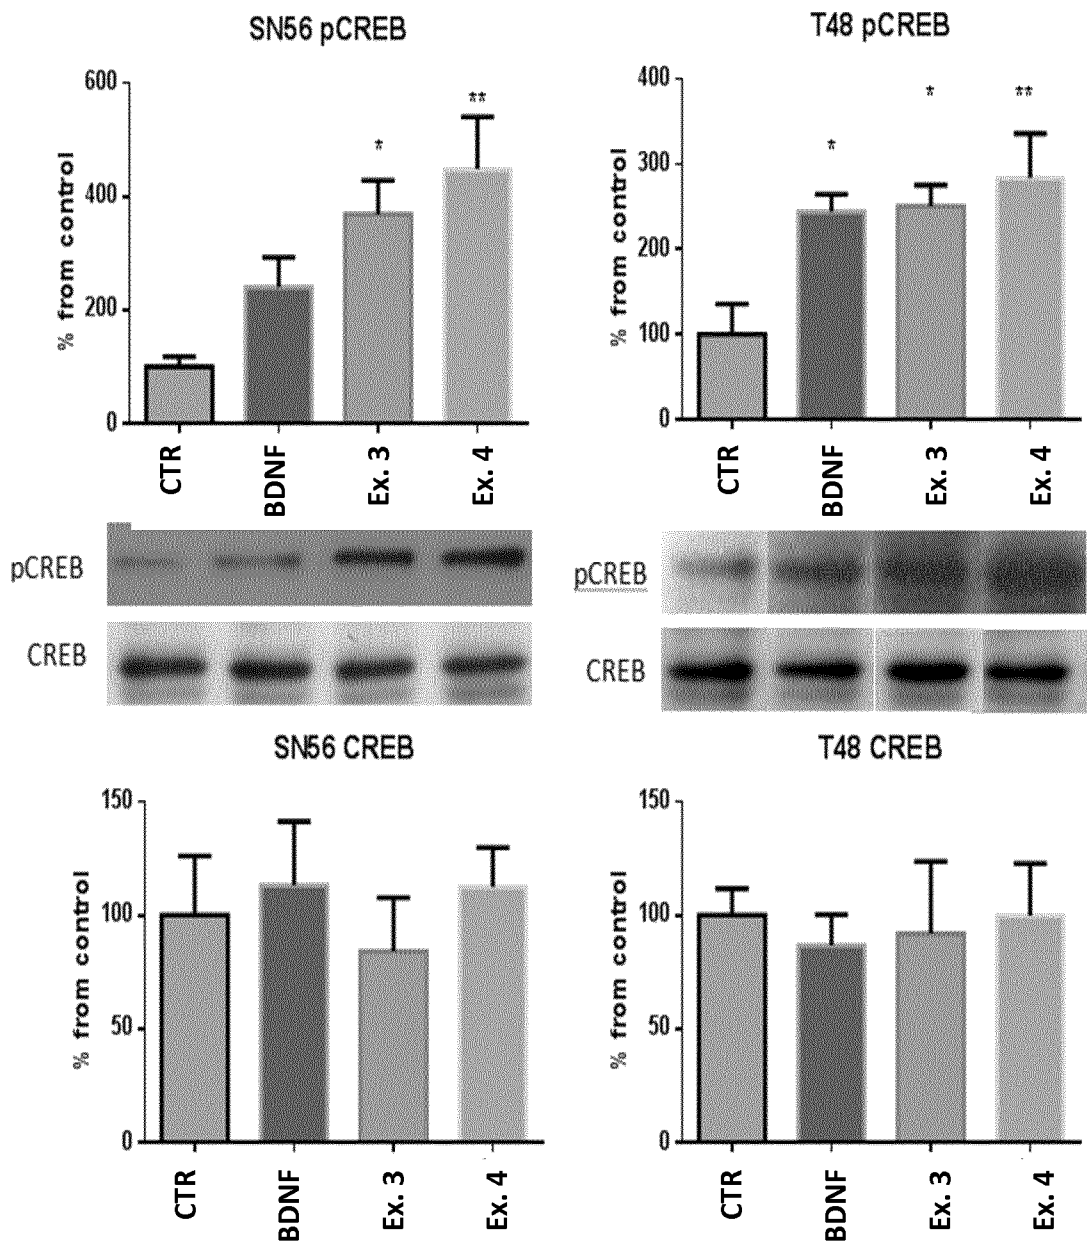 SN56 pCREB
% from control
600
400
200
0
*
**
CTR
BDNF
Ex. 3
Ex. 4
T48 pCREB
% from control
400
300
200
100
0
*
*
**
CTR
BDNF
Ex. 3
Ex. 4
pCREB
CREB
pCREB
CREB
SN56 CREB
% from control
150
100
50
0
CTR
BDNF
Ex. 3
Ex. 4
T48 CREB
% from control
150
100
50
0
CTR
BDNF
Ex. 3
Ex. 4